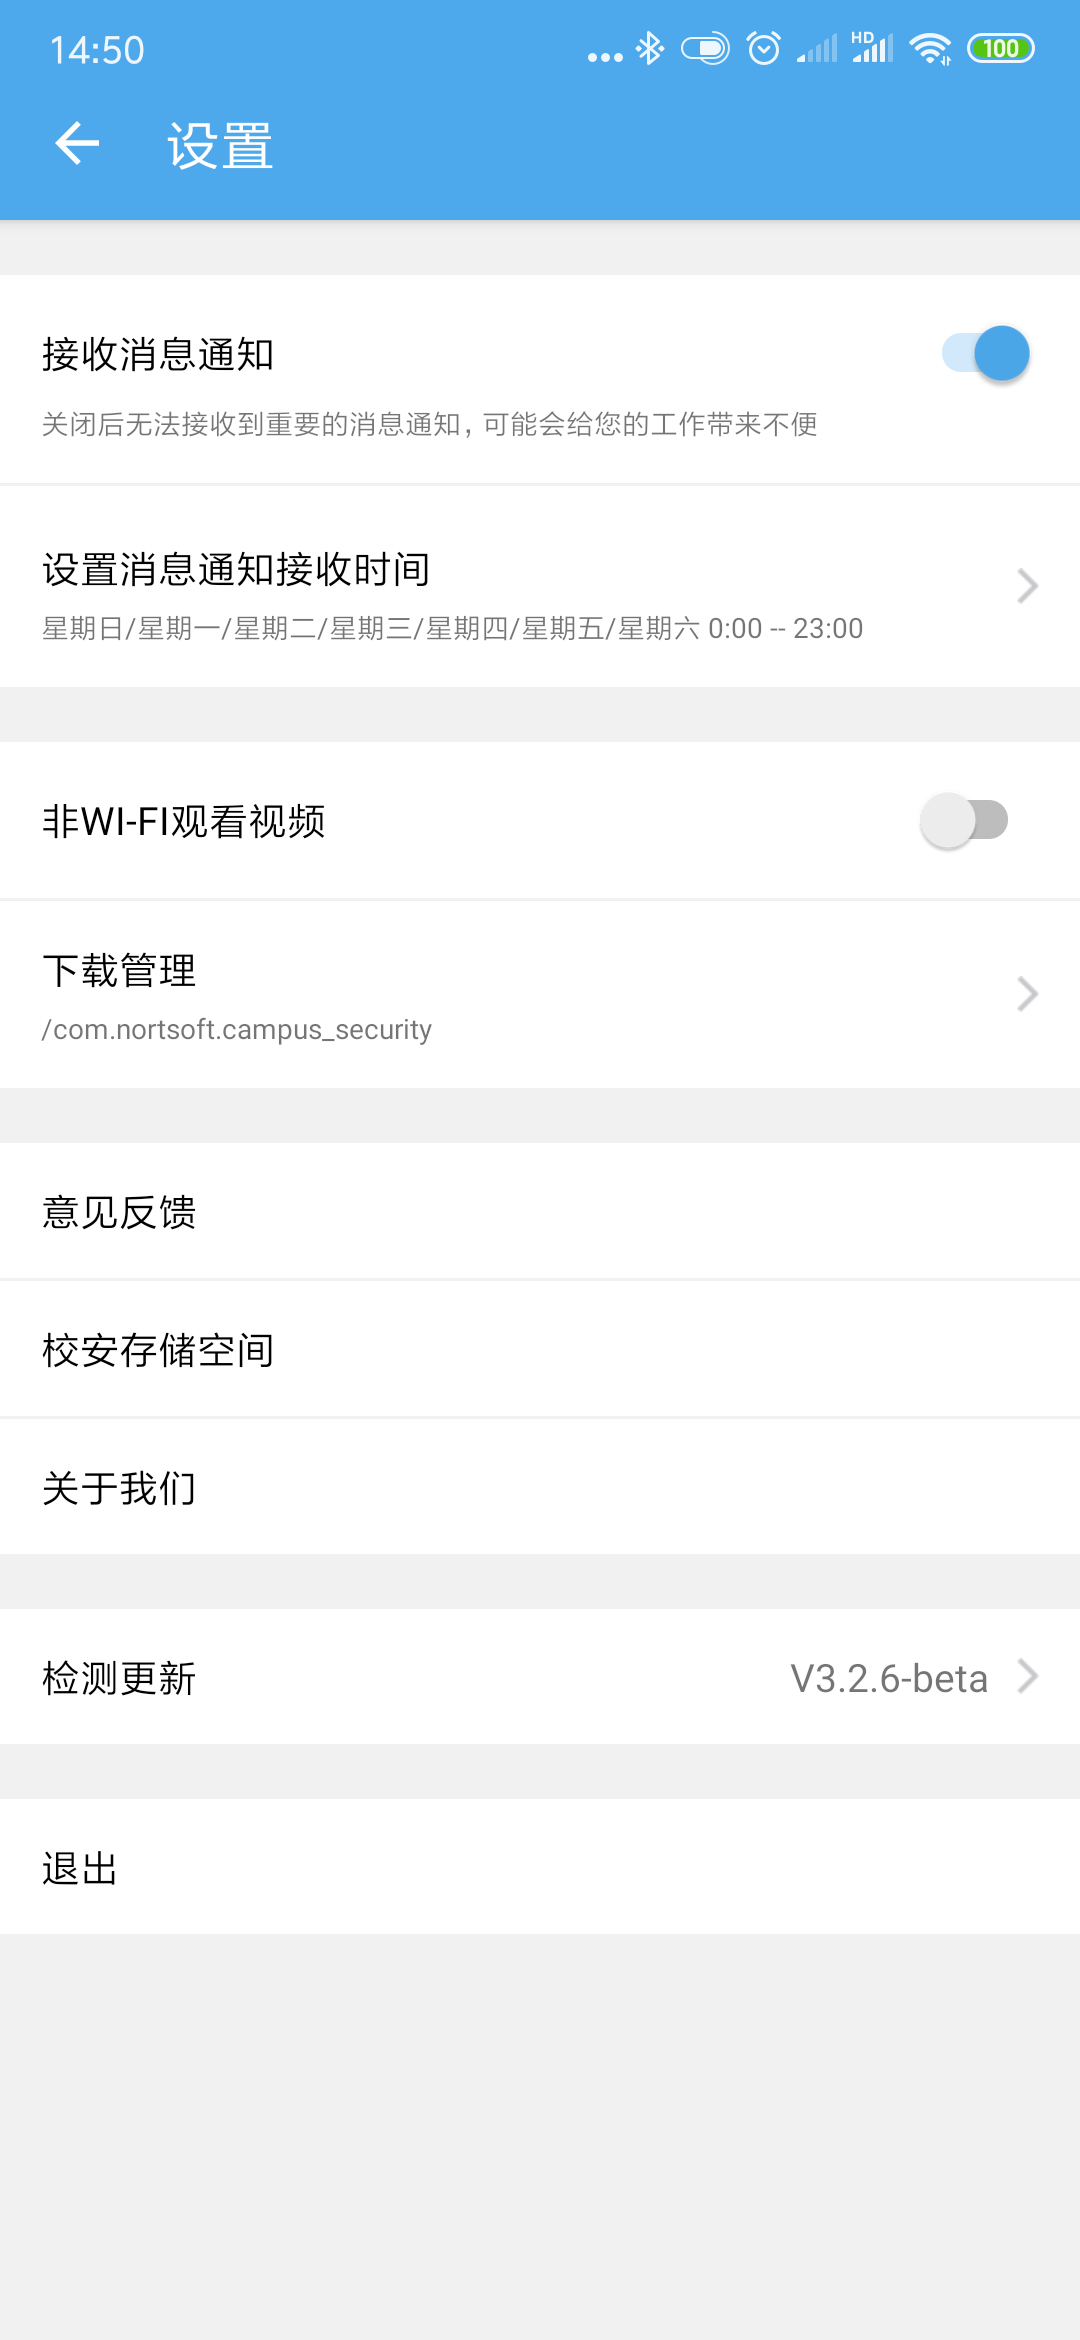 14:50
HD
100
设置
接收消息通知
关闭后无法接收到重要的消息通知，可能会给您的工作带来不便
设置消息通知接收时间
星期日/星期一/星期二/星期三/星期四/星期五/星期六 0:00 -- 23:00
非WI-FI观看视频
下载管理
/com.nortsoft.campus_security
意见反馈
校安存储空间
关于我们
检测更新
V3.2.6-beta
退出